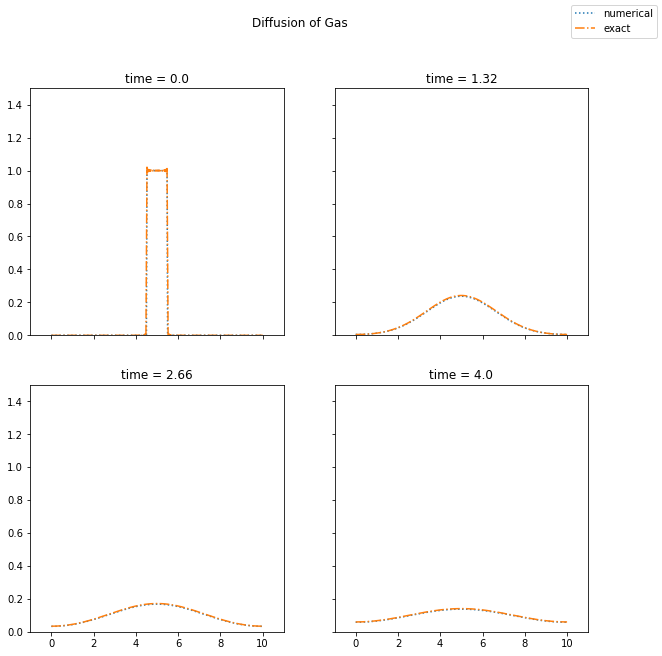 Diffusion of Gas
numerical
exact
time = 0.0
1.4
1.2
1.0
0.8
0.6
0.4
0.2
0.0
time = 1.32
time = 2.66
1.4
1.2
1.0
0.8
0.6
0.4
0.2
0.0
0 2 4 6 8 10
time = 4.0
0 2 4 6 8 10